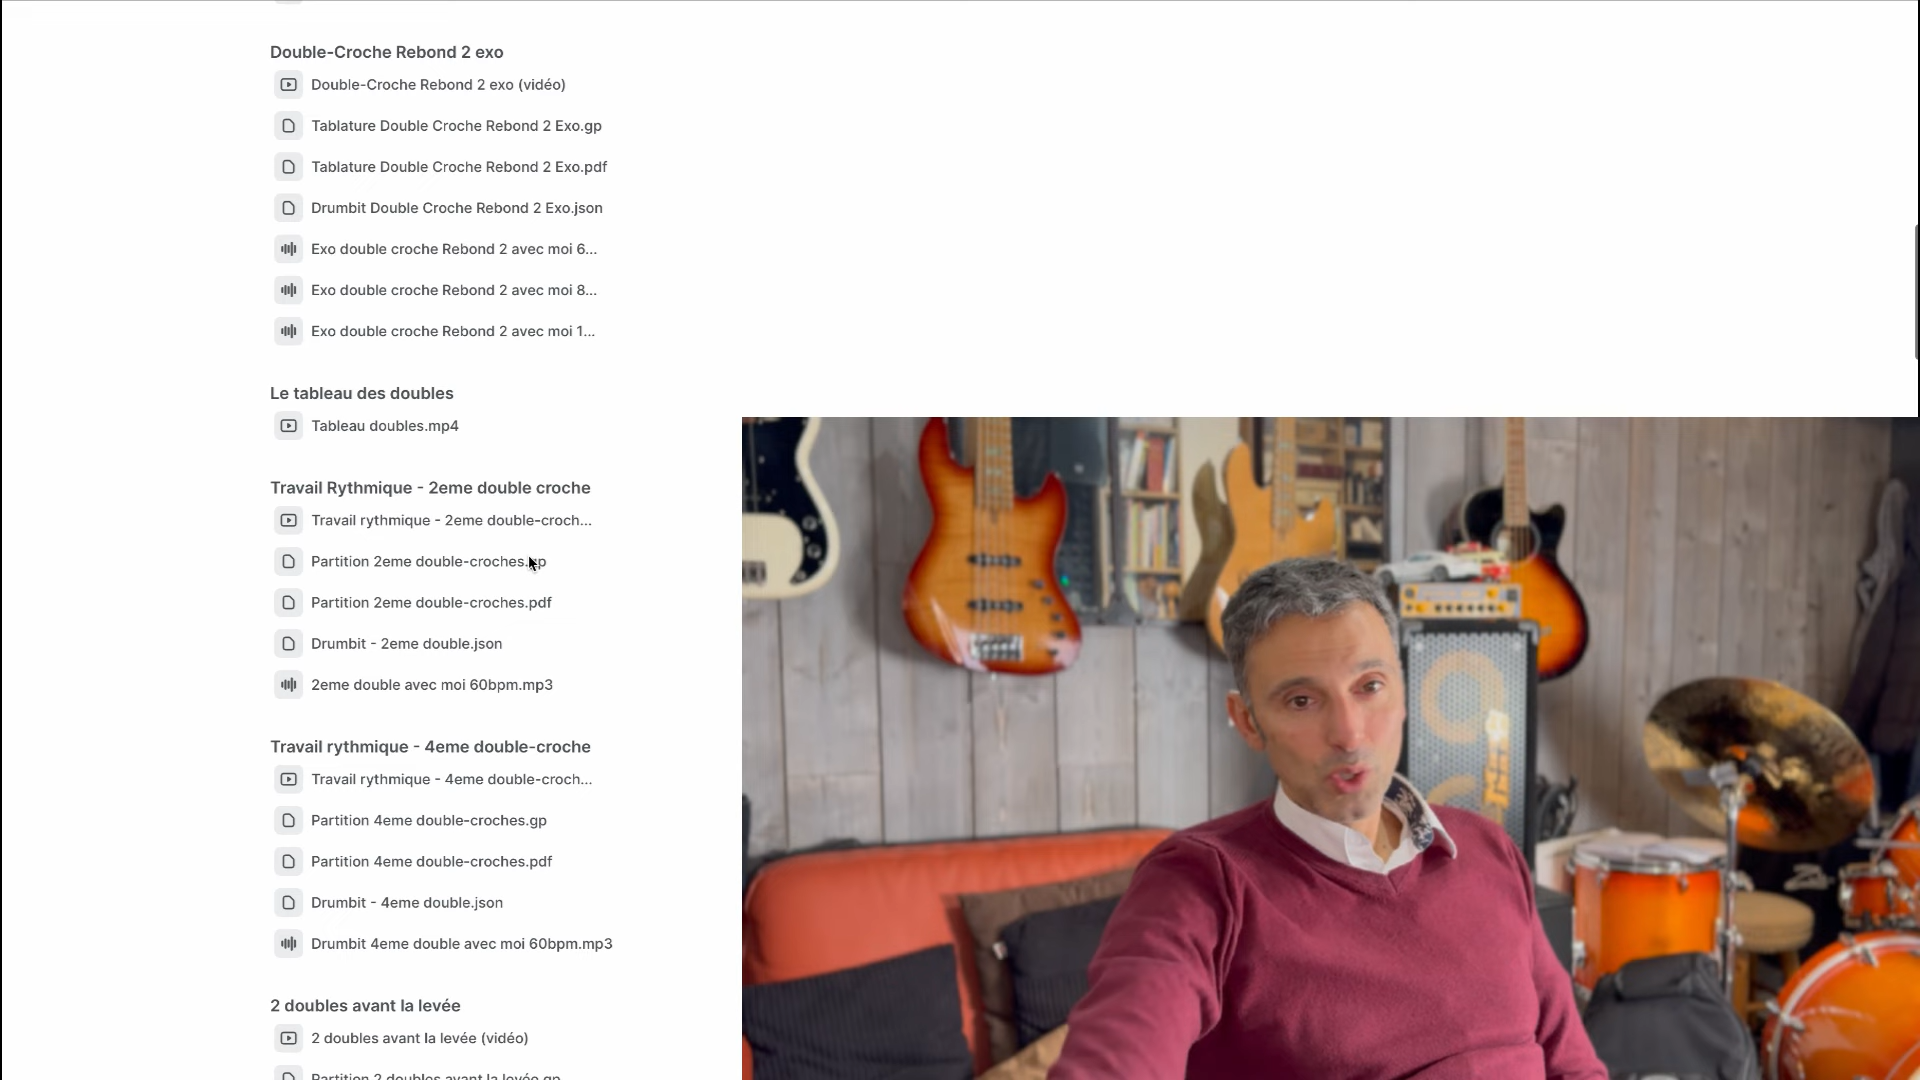 Double-Croche Rebond 2 exo
Double-Croche Rebond 2 exo (vidéo)
Tablature Double Croche Rebond 2 Exo.gp
Tablature Double Croche Rebond 2 Exo.pdf
Drumbit Double Croche Rebond 2 Exo.json
Exo double croche Rebond 2 avec moi 6...
Exo double croche Rebond 2 avec moi 8...
Exo double croche Rebond 2 avec moi 1...
Le tableau des doubles
Tableau doubles.mp4
Travail Rythmique - 2eme double croche
Travail rythmique - 2eme double-croch...
Partition 2eme double-croches.gp
Partition 2eme double-croches.pdf
Drumbit - 2eme double.json
2eme double avec moi 60bpm.mp3
Travail rythmique - 4eme double-croche
Travail rythmique - 4eme double-croch...
Partition 4eme double-croches.gp
Partition 4eme double-croches.pdf
Drumbit - 4eme double.json
Drumbit 4eme double avec moi 60bpm.mp3
2 doubles avant la levée
2 doubles avant la levée (vidéo)
Partition 2 doubles avant la levée.gp